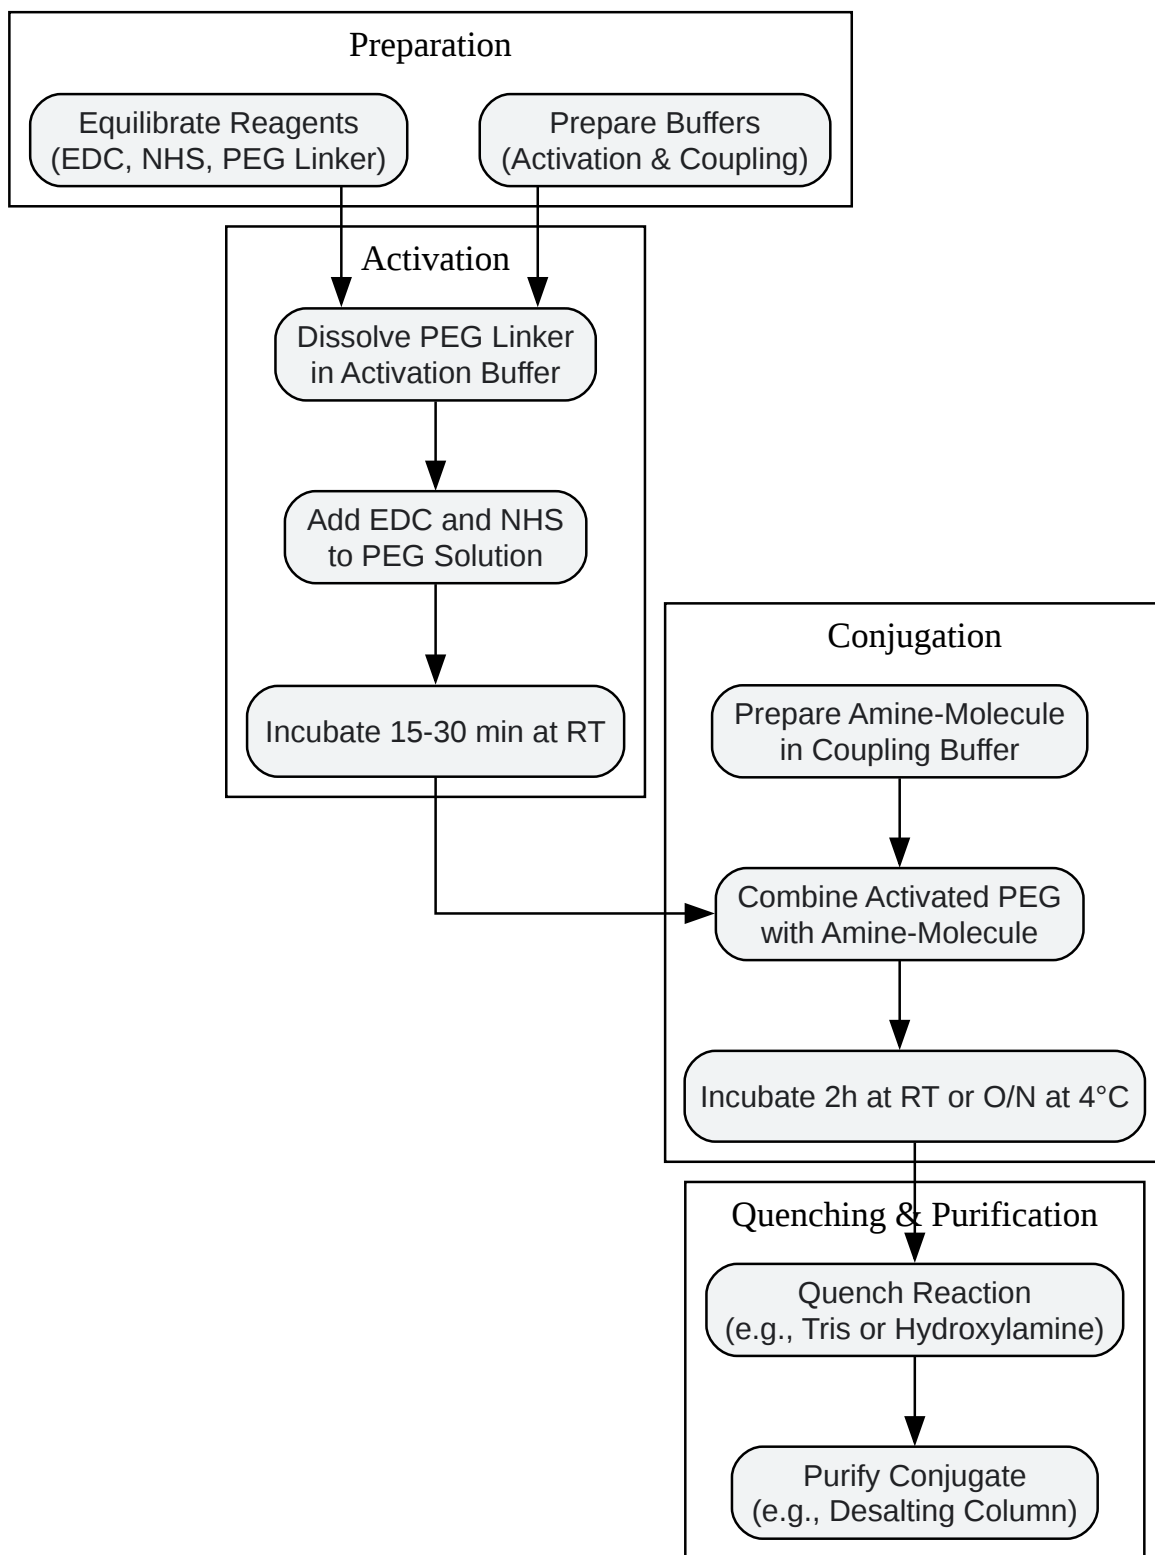 Preparation
Equilibrate Reagents
(EDC, NHS, PEG Linker)
Prepare Buffers
(Activation & Coupling)
Activation
Dissolve PEG Linker
in Activation Buffer
Add EDC and NHS
to PEG Solution
Incubate 15-30 min at RT
Conjugation
Prepare Amine-Molecule
in Coupling Buffer
Combine Activated PEG
with Amine-Molecule
Incubate 2h at RT or O/N at 4°C
Quenching & Purification
Quench Reaction
(e.g., Tris or Hydroxylamine)
Purify Conjugate
(e.g., Desalting Column)